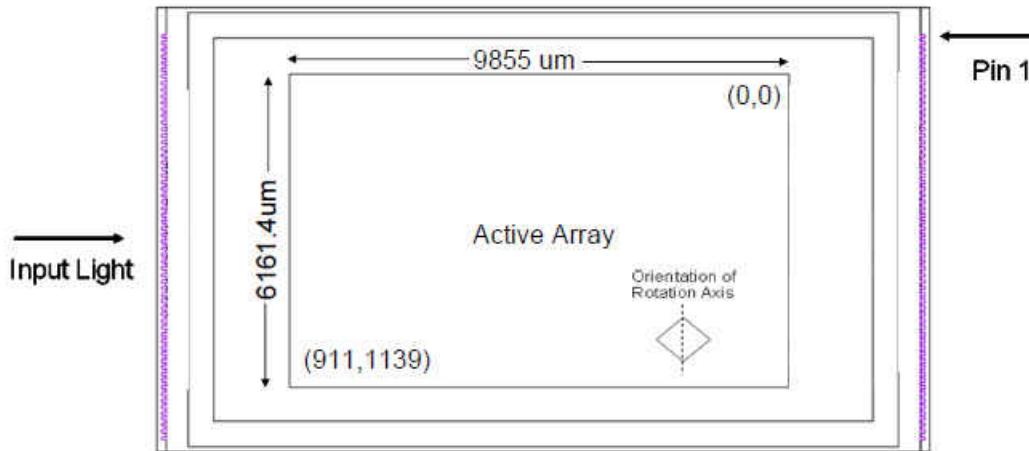 9855 um
Pin 1
(0,0)
6161.4um
Active Array
Input Light
Orientation of
Rotation Axis
(911,1139)